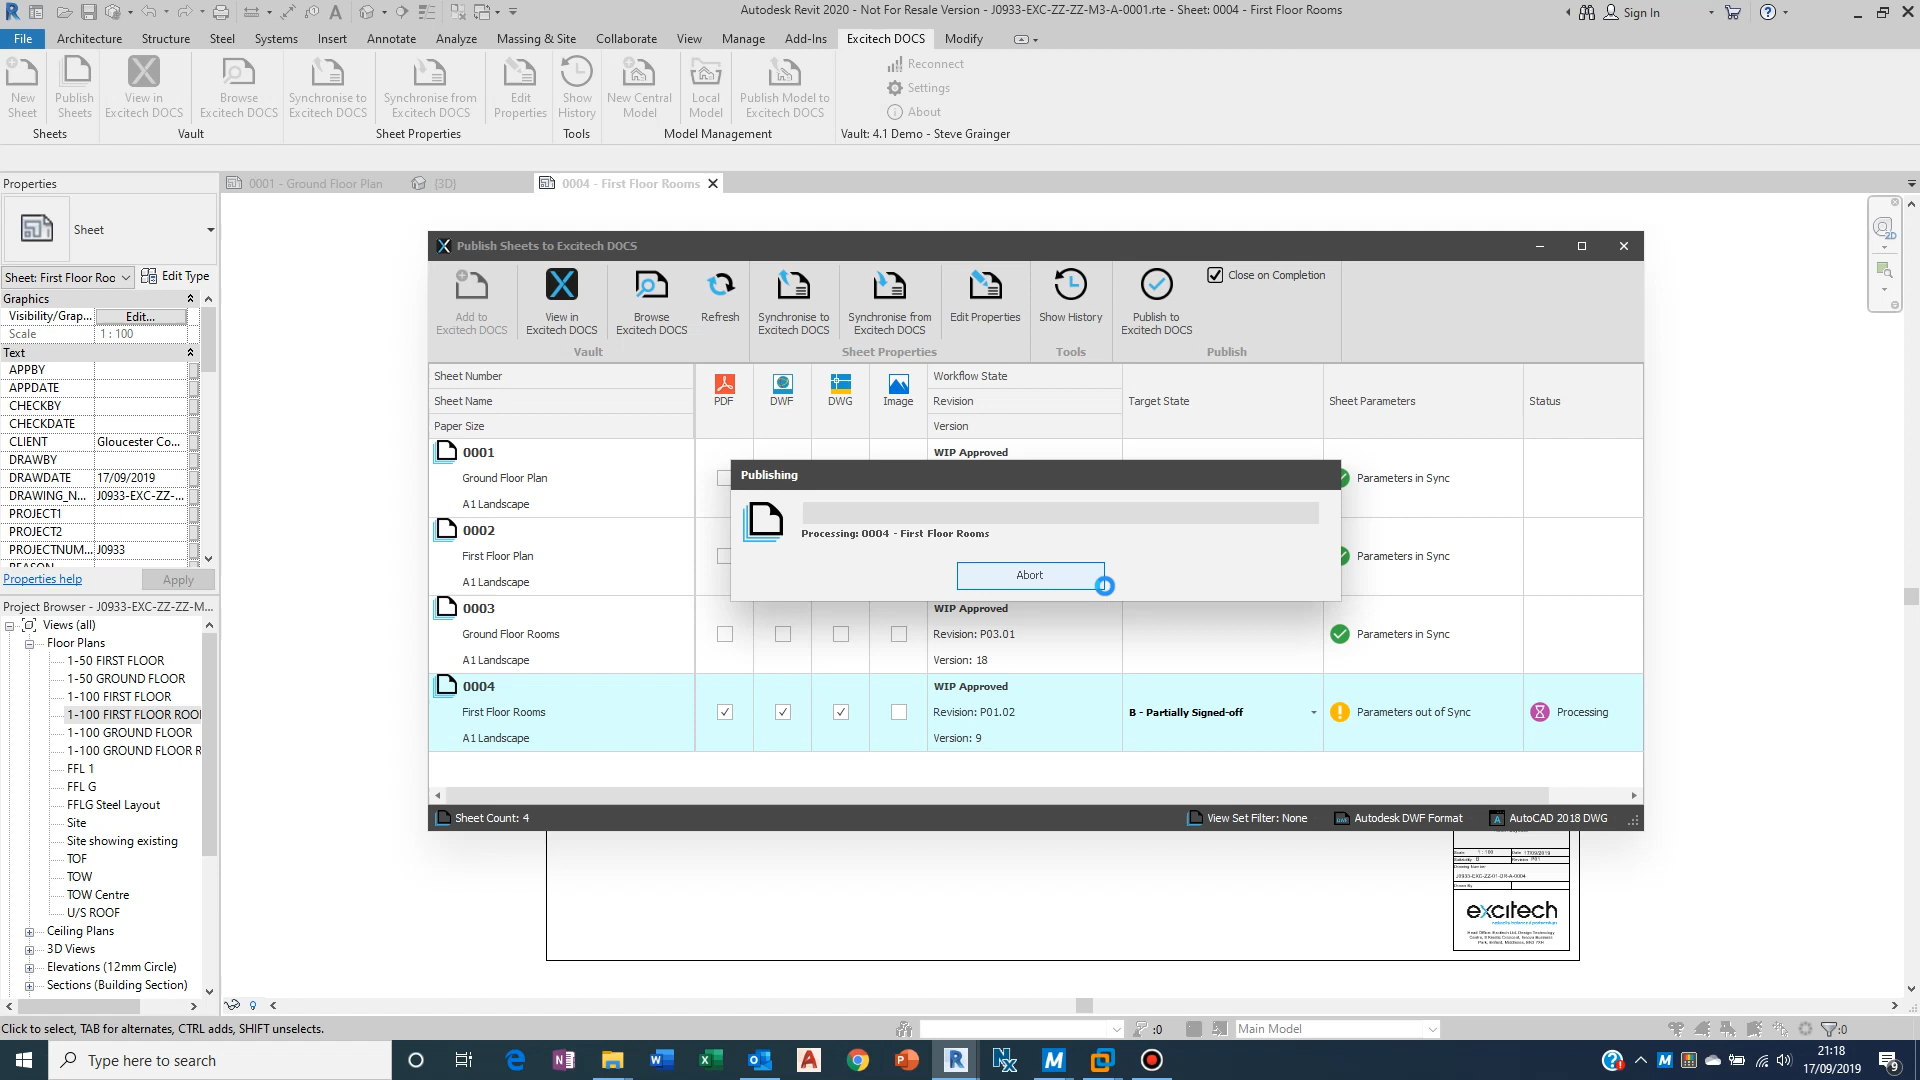 Autodesk Revit 2020 - Not For Resale Version - J0933-EXC-ZZ-ZZ-M3-A-0001.rte - Sheet: 0004 - First Floor Rooms
Sign In
File Architecture Structure Steel Systems Insert Annotate Analyze Massing & Site Collaborate View Manage Add-Ins Excitech DOCS Modify
New Sheet
Publish Sheets
View in Excitech DOCS
Browse Excitech DOCS
Synchronise to Excitech DOCS
Synchronise from Excitech DOCS
Edit Properties
Show History
New Central Model
Local Model
Publish Model to Excitech DOCS
Reconnect
Settings
About
Sheets Vault Sheet Properties Tools Model Management Vault: 4.1 Demo - Steve Grainger
Properties
0001 - Ground Floor Plan {3D} 0004 - First Floor Rooms
Sheet
Sheet: First Floor Roo Edit Type
Graphics
Visibility/Grap... Edit...
Scale 1 : 100
Text
APPBY
APPDATE
CHECKBY
CHECKDATE
CLIENT Gloucester Co...
DRAWBY
DRAWDATE 17/09/2019
DRAWING_N... J0933-EXC-ZZ-...
PROJECT1
PROJECT2
PROJECTNUM... J0933
Properties help Apply
Project Browser - J0933-EXC-ZZ-ZZ-M...
Views (all)
Floor Plans
1-50 FIRST FLOOR
1-50 GROUND FLOOR
1-100 FIRST FLOOR
1-100 FIRST FLOOR ROOI
1-100 GROUND FLOOR
1-100 GROUND FLOOR R
FFL 1
FFL G
FFLG Steel Layout
Site
Site showing existing
TOF
TOW
TOW Centre
U/S ROOF
Ceiling Plans
3D Views
Elevations (12mm Circle)
Sections (Building Section)
Publish Sheets to Excitech DOCS
Add to Excitech DOCS
View in Excitech DOCS
Browse Excitech DOCS
Refresh
Synchronise to Excitech DOCS
Synchronise from Excitech DOCS
Edit Properties
Show History
Publish to Excitech DOCS
Close on Completion
Vault Sheet Properties Tools Publish
Sheet Number
Sheet Name
Paper Size
PDF DWF DWG Image
Workflow State
Revision
Version
Target State Sheet Parameters Status
0001 WIP Approved
Ground Floor Plan Parameters in Sync
A1 Landscape
0002
First Floor Plan Parameters in Sync
A1 Landscape
Publishing
Processing: 0004 - First Floor Rooms
Abort
0003 WIP Approved
Ground Floor Rooms Revision: P03.01 Parameters in Sync
A1 Landscape Version: 18
0004 WIP Approved
First Floor Rooms Revision: P01.02 B - Partially Signed-off Parameters out of Sync Processing
A1 Landscape Version: 9
Sheet Count: 4 View Set Filter: None Autodesk DWF Format AutoCAD 2018 DWG
1 : 100 Date 17/09/2019
J0933-EXC-ZZ-01-DR-A-0004
excitech
Click to select, TAB for alternates, CTRL adds, SHIFT unselects.
:0 Main Model :0
Type here to search
21:18
17/09/2019
9